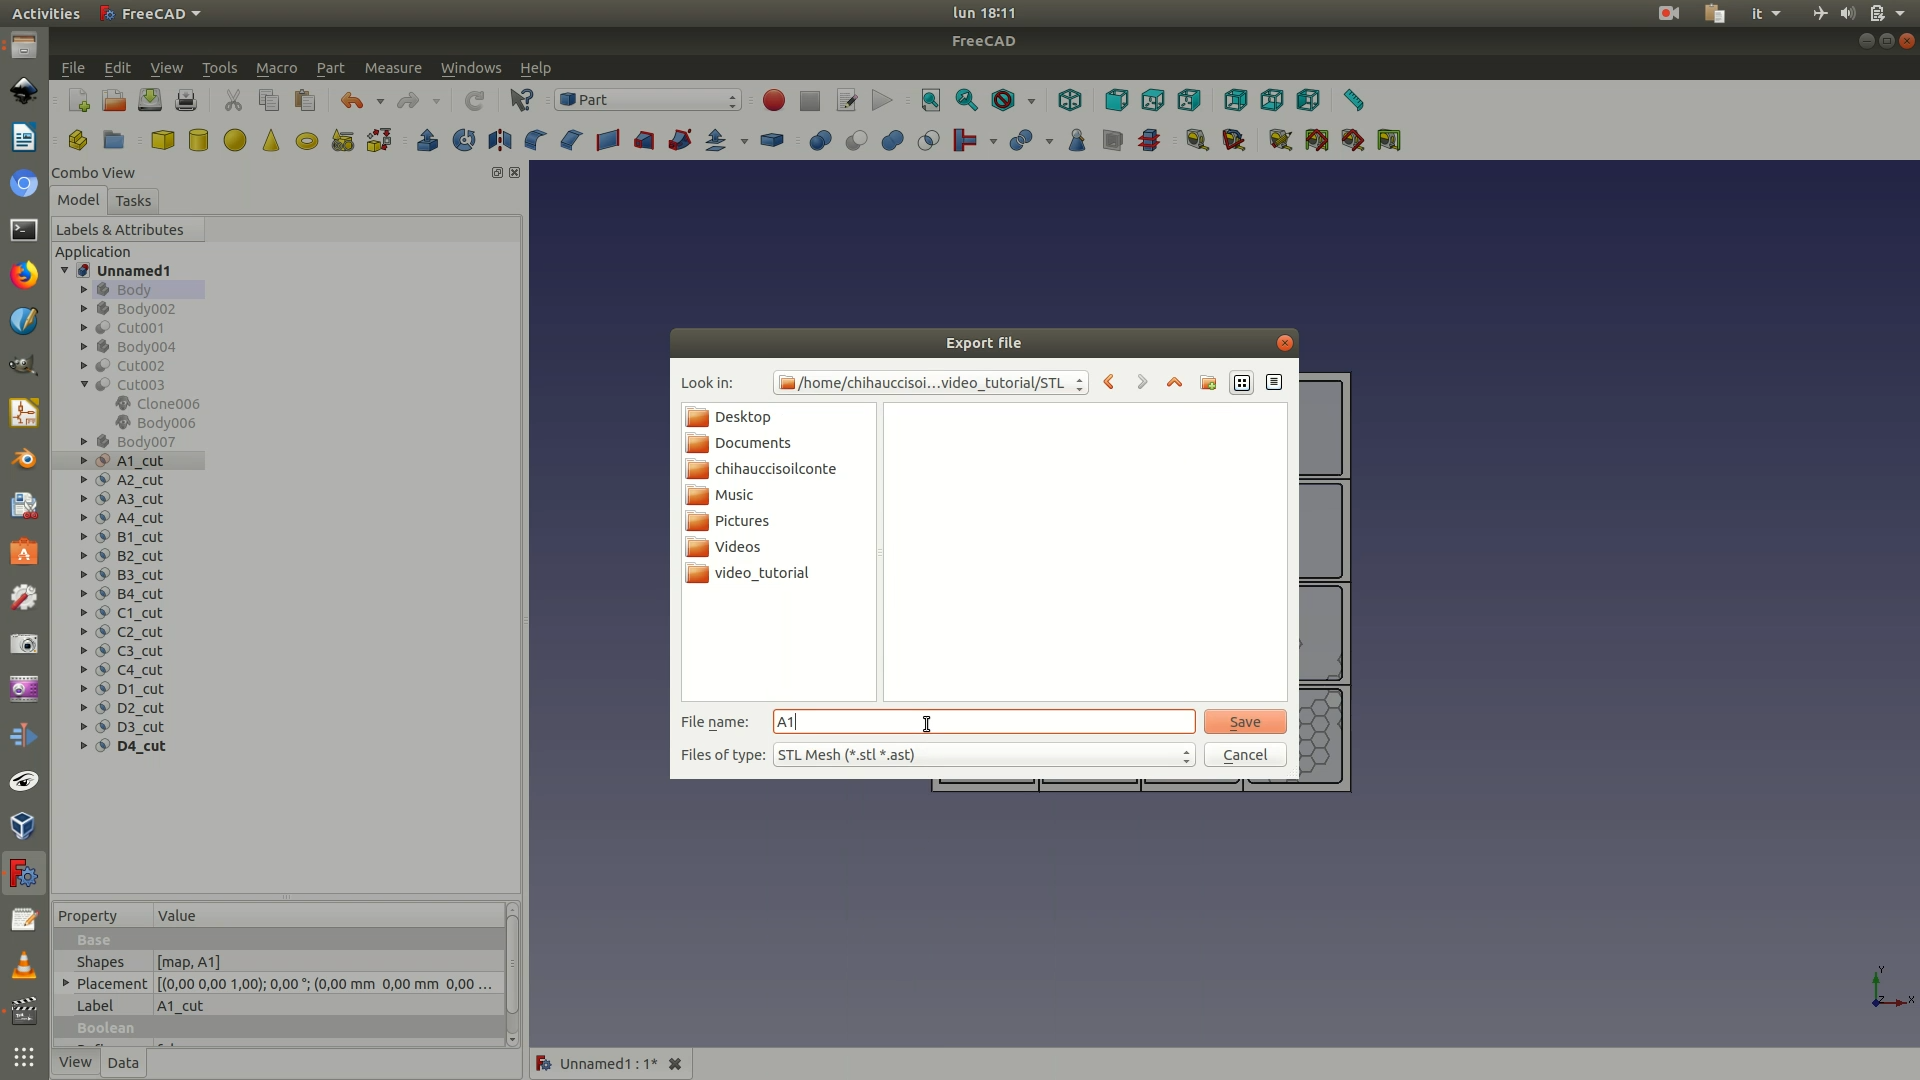 Activities FreeCAD lun 18:11 it
FreeCAD
File Edit View Tools Macro Part Measure Windows Help
Part
Combo View
Model Tasks
Labels & Attributes
Application
Unnamed1
Body
Body002
Cut001
Body004
Cut002
Cut003
Clone006
Body006
Body007
A1_cut
A2_cut
A3_cut
A4_cut
B1_cut
B2_cut
B3_cut
B4_cut
C1_cut
C2_cut
C3_cut
C4_cut
D1_cut
D2_cut
D3_cut
D4_cut
Export file
Look in: /home/chihauccisoi...video_tutorial/STL
Desktop
Documents
chihauccisoilconte
Music
Pictures
Videos
video_tutorial
File name: A1 Save
Files of type: STL Mesh (*.stl *.ast) Cancel
Property Value
Base
Shapes [map, A1]
Placement [(0,00 0,00 1,00); 0,00 °; (0,00 mm 0,00 mm 0,00 ...
Label A1_cut
Boolean
View Data
Unnamed1 : 1*
Y
Z X